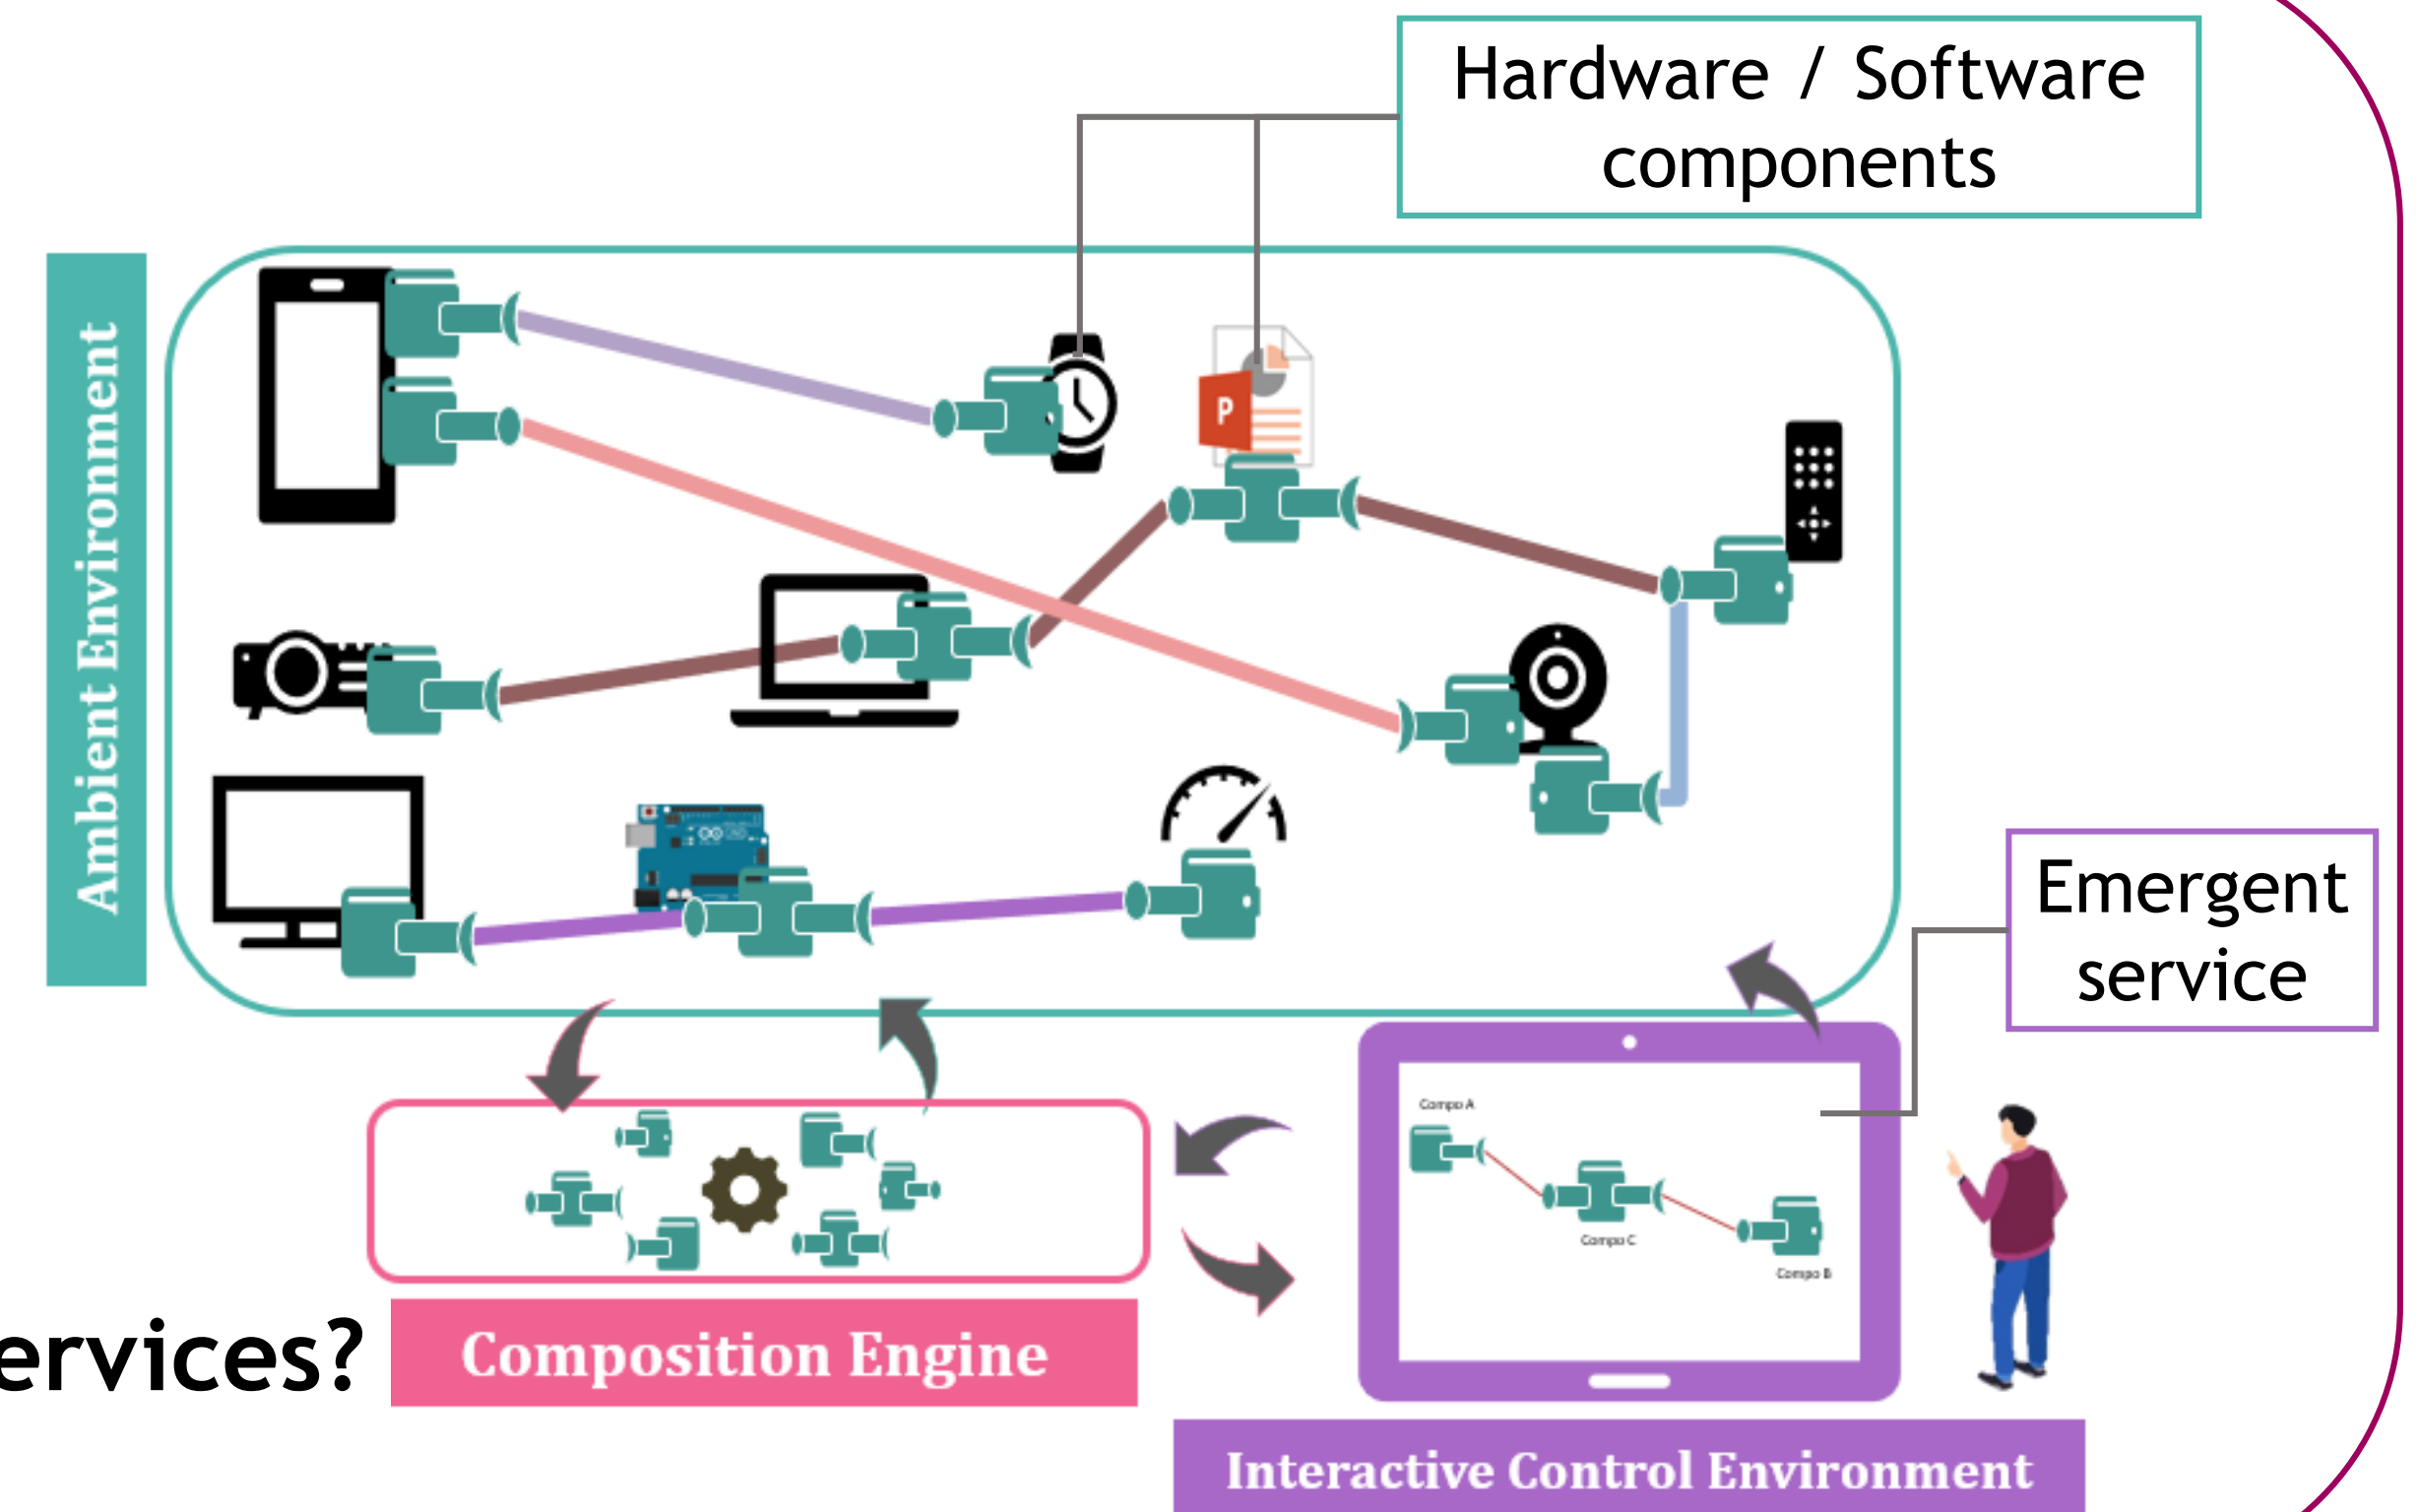 Hardware / Software
components
Ambient Environment
P
Emergent
service
Compo A
Compo C
Compo B
ervices?
Composition Engine
Interactive Control Environment